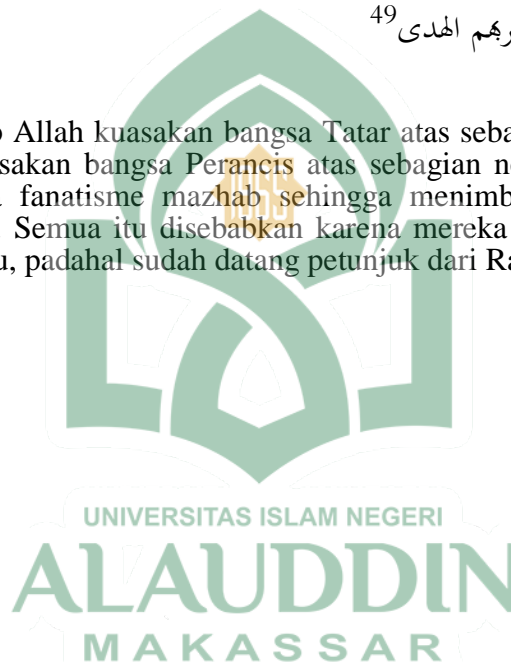 ربهم الهدى49
Allah kuasakan bangsa Tatar atas seba
sakan bangsa Perancis atas sebagian n
fanatisme mazhab sehingga menimb
Semua itu disebabkan karena mereka
u, padahal sudah datang petunjuk dari Ra
UNIVERSITAS ISLAM NEGERI
ALAUDDIN
MAKASSAR